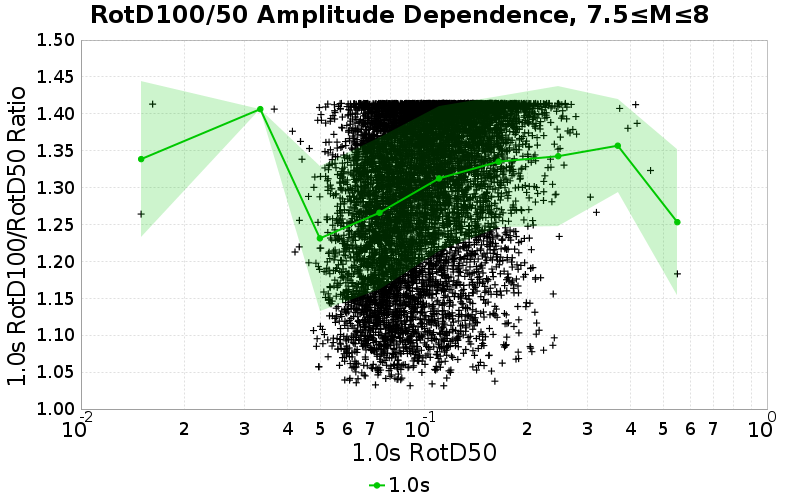 RotD100/50 Amplitude Dependence, 7.5≤M≤8
1.0s RotD100/RotD50 Ratio
1.50
1.45
1.40
1.35
1.30
1.25
1.20
1.15
1.10
1.05
1.00
10-2 2 3 4 5 6 7 10-1 2 3 4 5 6 7 100
1.0s RotD50
1.0s